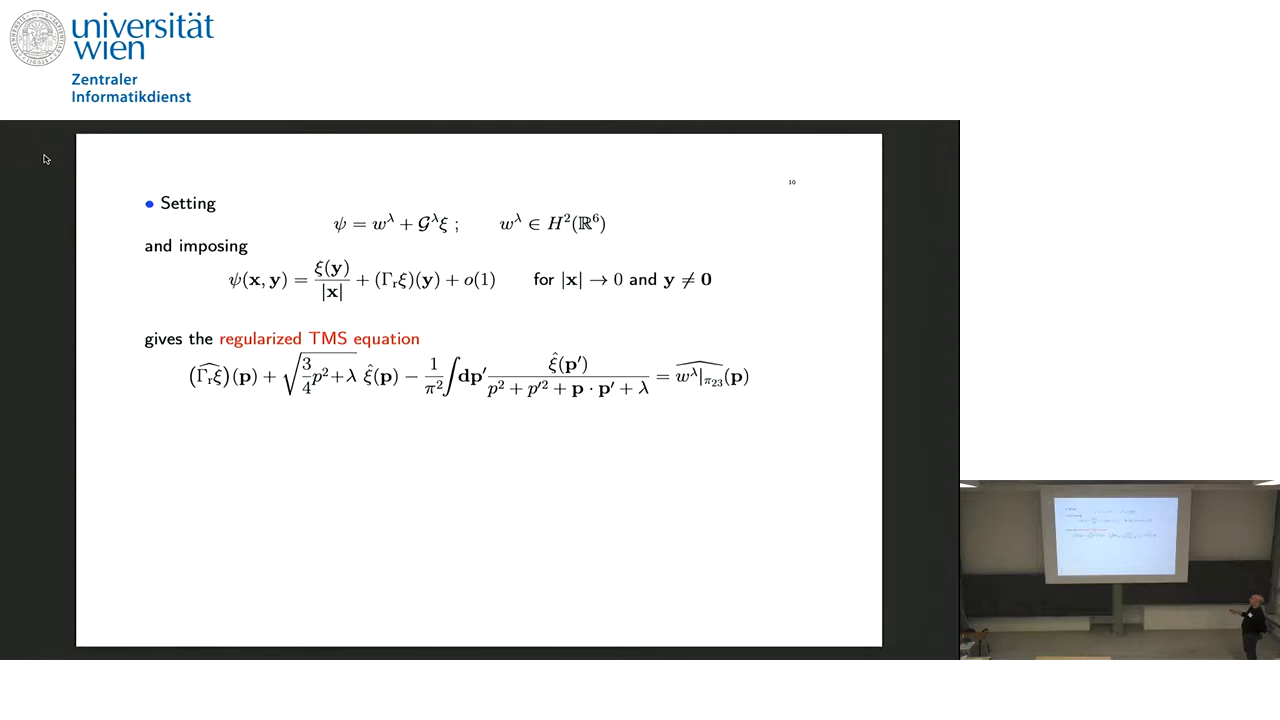 universität
wien
Zentraler
Informatikdienst
10
• Setting
ψ = w^λ + 𝒢^λ ξ ;   w^λ ∈ H²(ℝ⁶)
and imposing
ψ(x, y) = ξ(y)/|x| + (Γ_r ξ)(y) + o(1)   for |x| → 0 and y ≠ 0
gives the regularized TMS equation
(Γ̂_r ξ)(p) + √(3/4 p² + λ) ξ̂(p) − 1/π² ∫ dp′ ξ̂(p′)/(p² + p′² + p · p′ + λ) = ŵ^λ|_π₂₃(p)